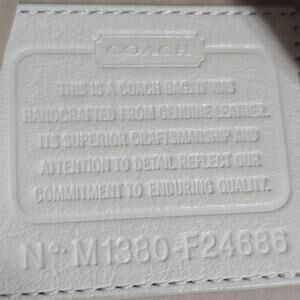 COACH
THIS IS A COACH BAG. IT WAS
HANDCRAFTED FROM GENUINE LEATHER.
ITS SUPERIOR CRAFTSMANSHIP AND
ATTENTION TO DETAIL REFLECT OUR
COMMITMENT TO ENDURING QUALITY.
Nº M1380-F24686